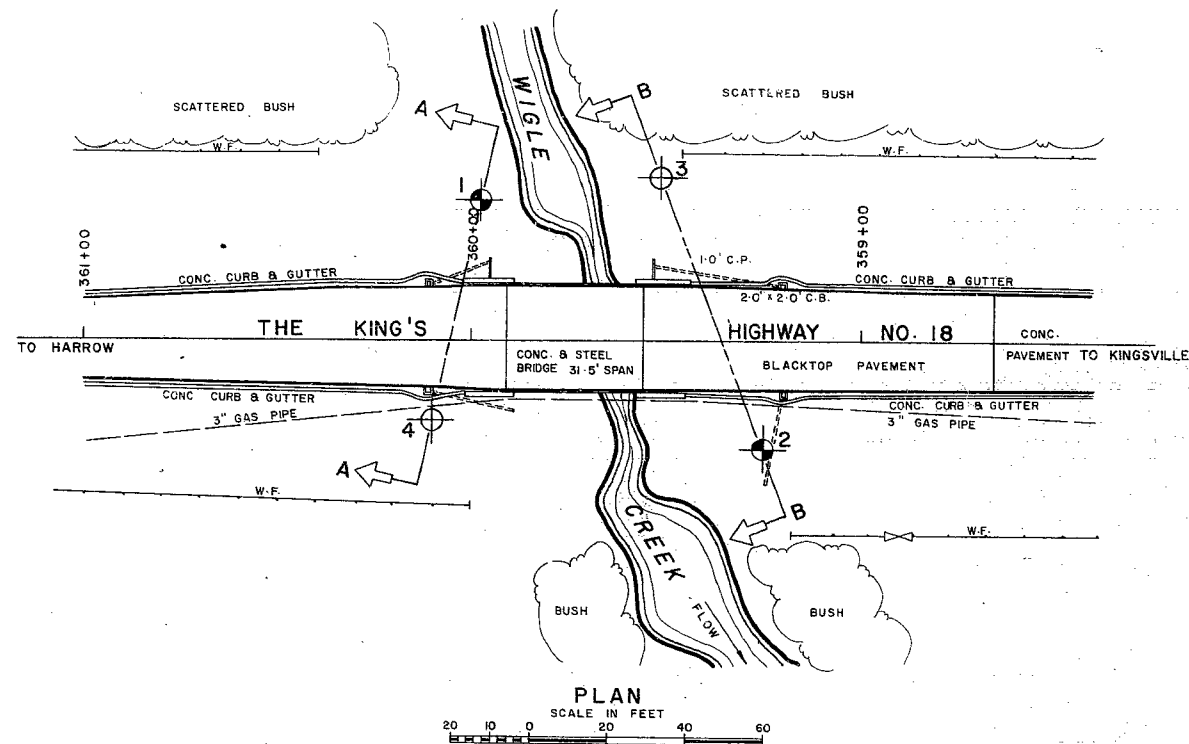 SCATTERED BUSH
SCATTERED BUSH
W.F.
W.F.
A
B
WIGLE
1
3
361+00
360+00
359+00
CONC. CURB & GUTTER
1.0' C.P.
CONC. CURB & GUTTER
2.0' x 2.0' C.B.
THE KING'S
HIGHWAY NO. 18
TO HARROW
CONC. & STEEL
BRIDGE 31.5' SPAN
BLACKTOP PAVEMENT
CONC.
PAVEMENT TO KINGSVILLE
CONC CURB & GUTTER
3" GAS PIPE
CONC. CURB & GUTTER
3" GAS PIPE
4
2
A
B
W.F.
W.F.
CREEK
FLOW
BUSH
BUSH
PLAN
SCALE IN FEET
20 10 0 20 40 60